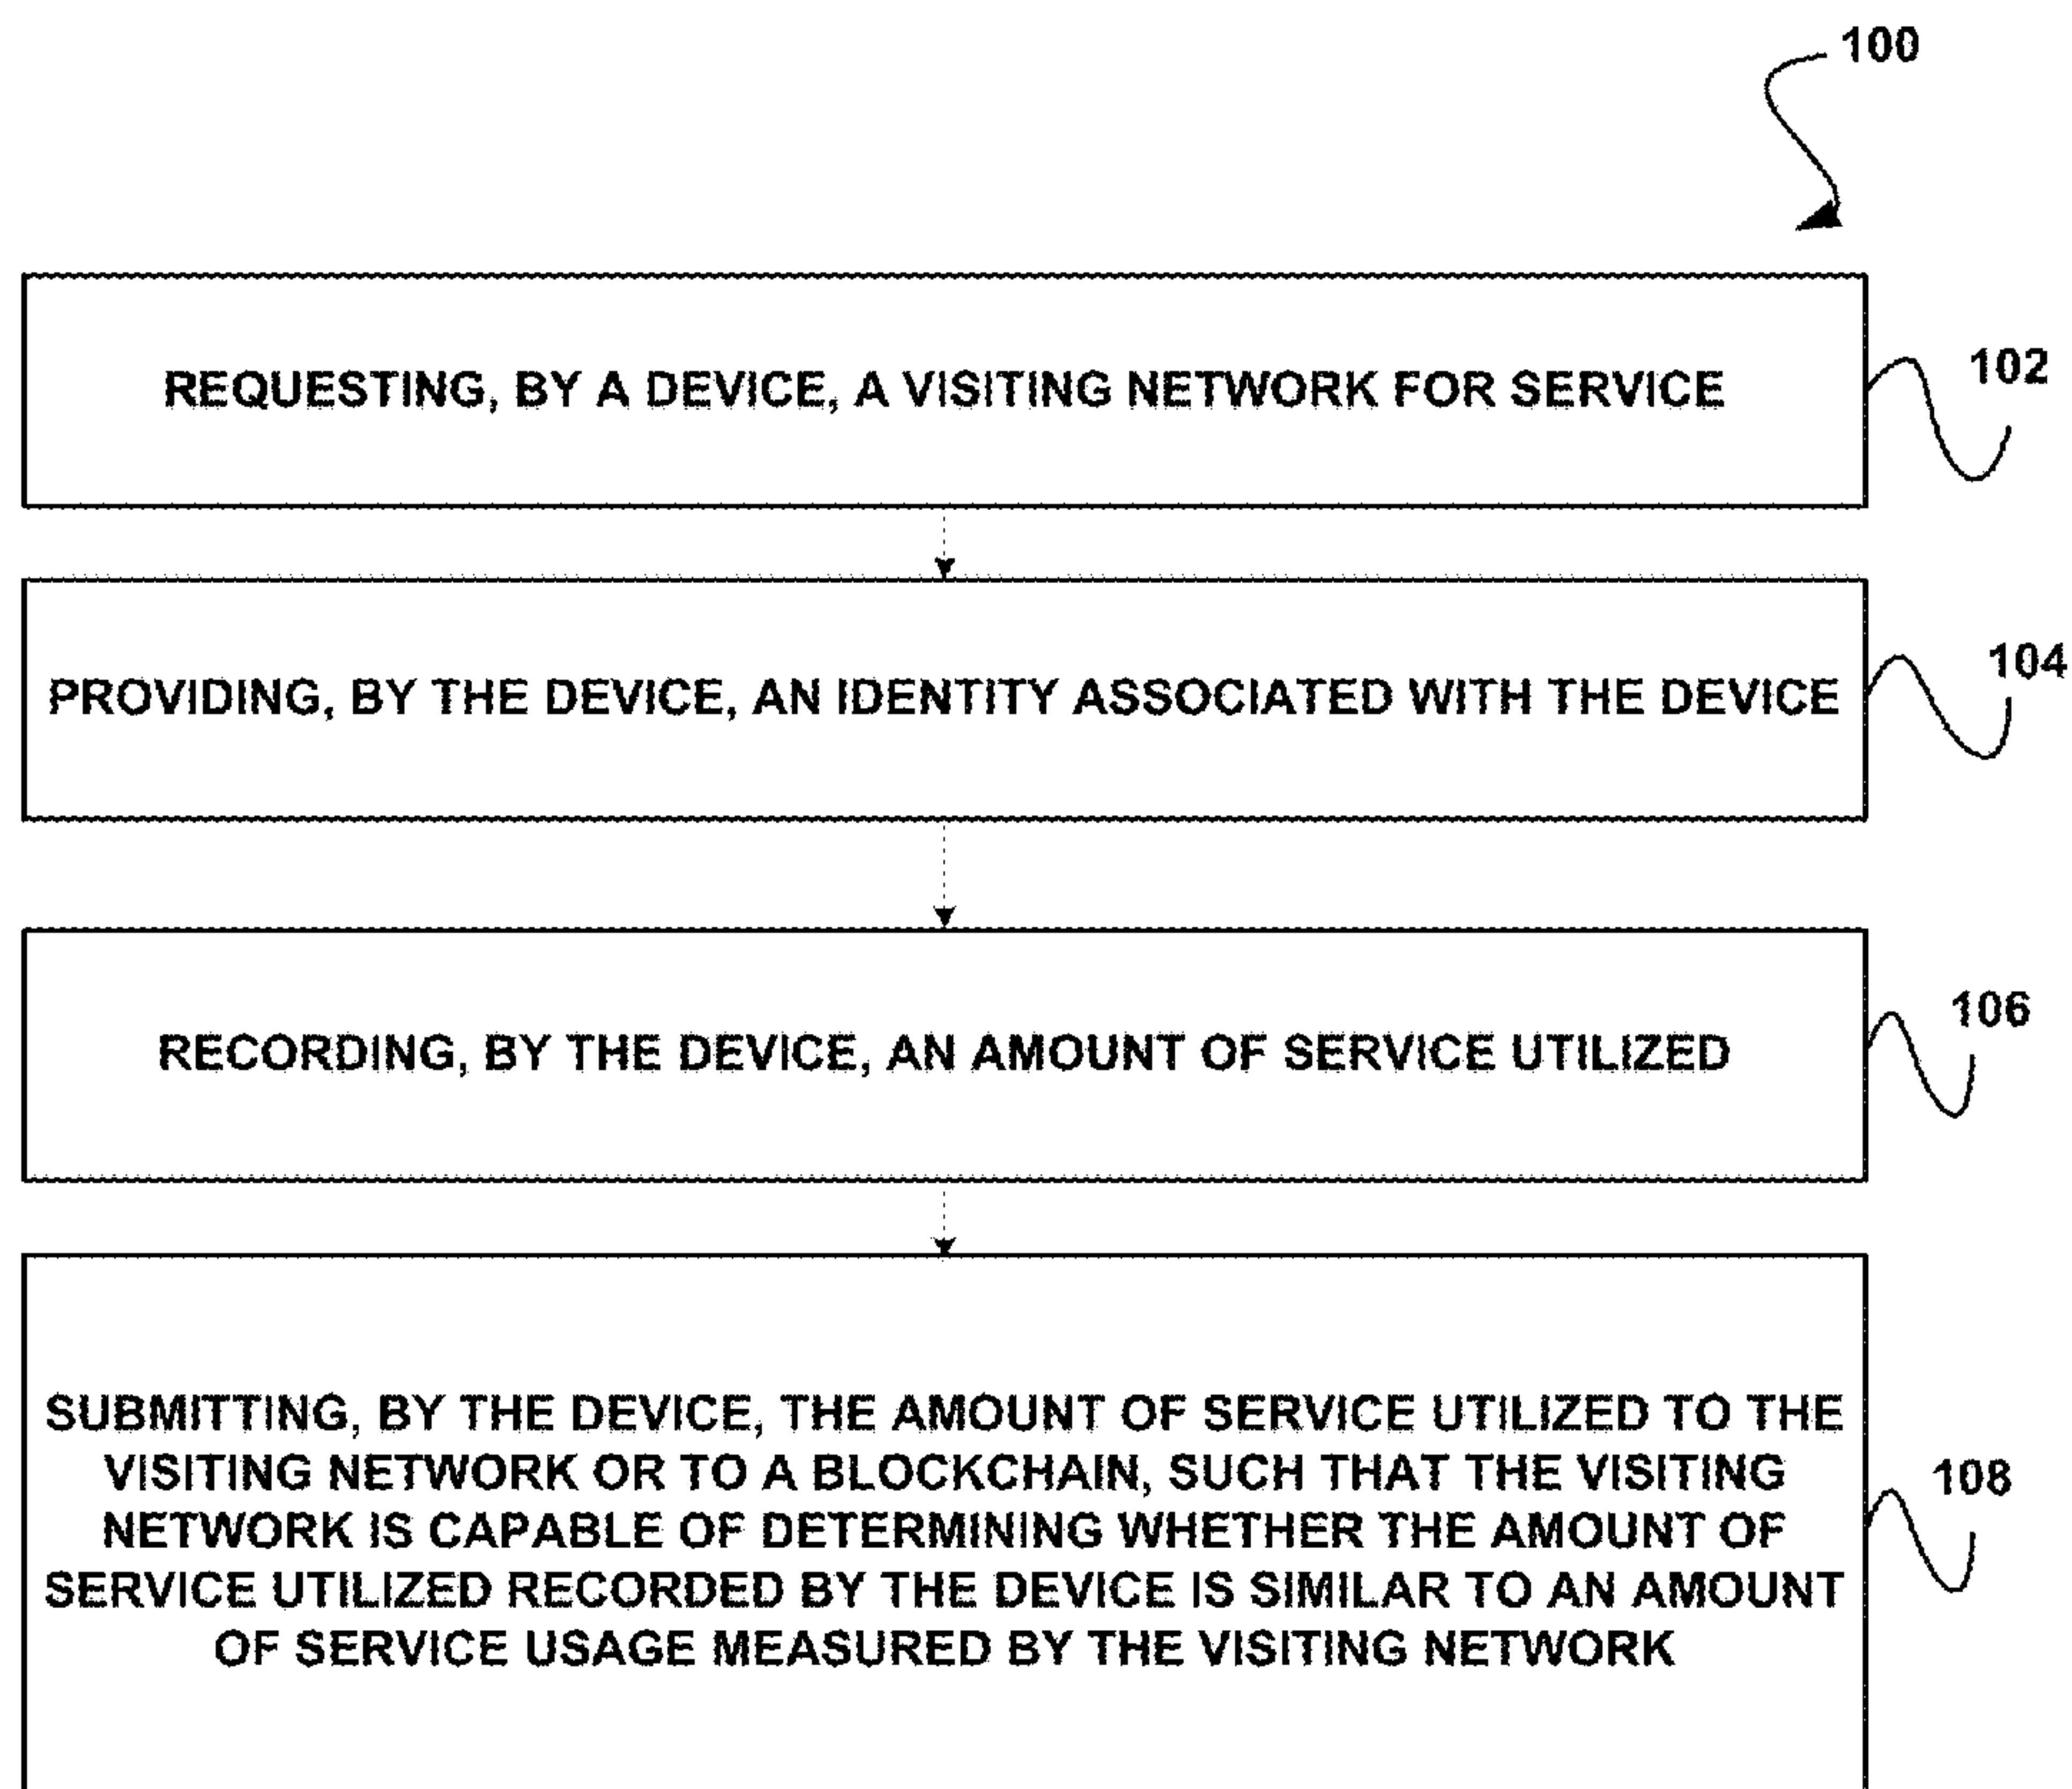 100
REQUESTING, BY A DEVICE, A VISITING NETWORK FOR SERVICE
102
PROVIDING, BY THE DEVICE, AN IDENTITY ASSOCIATED WITH THE DEVICE
104
RECORDING, BY THE DEVICE, AN AMOUNT OF SERVICE UTILIZED
106
SUBMITTING, BY THE DEVICE, THE AMOUNT OF SERVICE UTILIZED TO THE
VISITING NETWORK OR TO A BLOCKCHAIN, SUCH THAT THE VISITING
NETWORK IS CAPABLE OF DETERMINING WHETHER THE AMOUNT OF
SERVICE UTILIZED RECORDED BY THE DEVICE IS SIMILAR TO AN AMOUNT
OF SERVICE USAGE MEASURED BY THE VISITING NETWORK
108